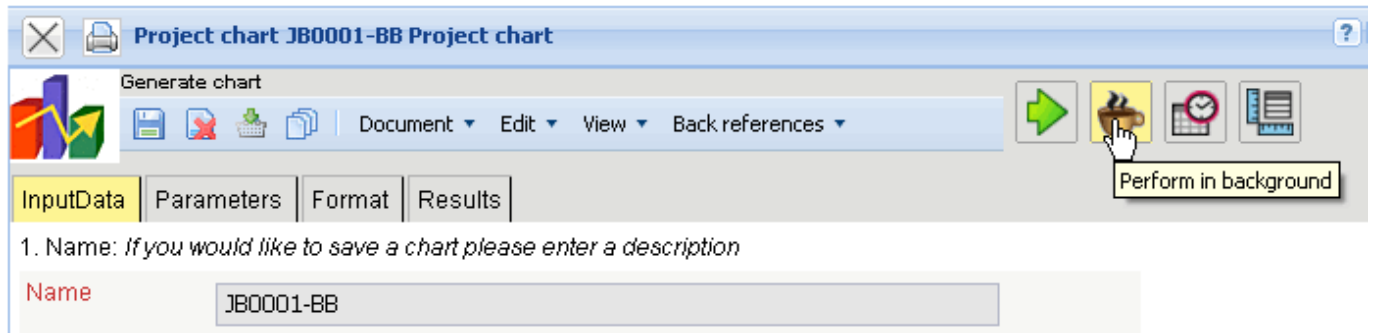 Project chart JB0001-BB Project chart
?
Generate chart
Document Edit View Back references
Perform in background
InputData Parameters Format Results
1. Name: If you would like to save a chart please enter a description
Name
JB0001-BB